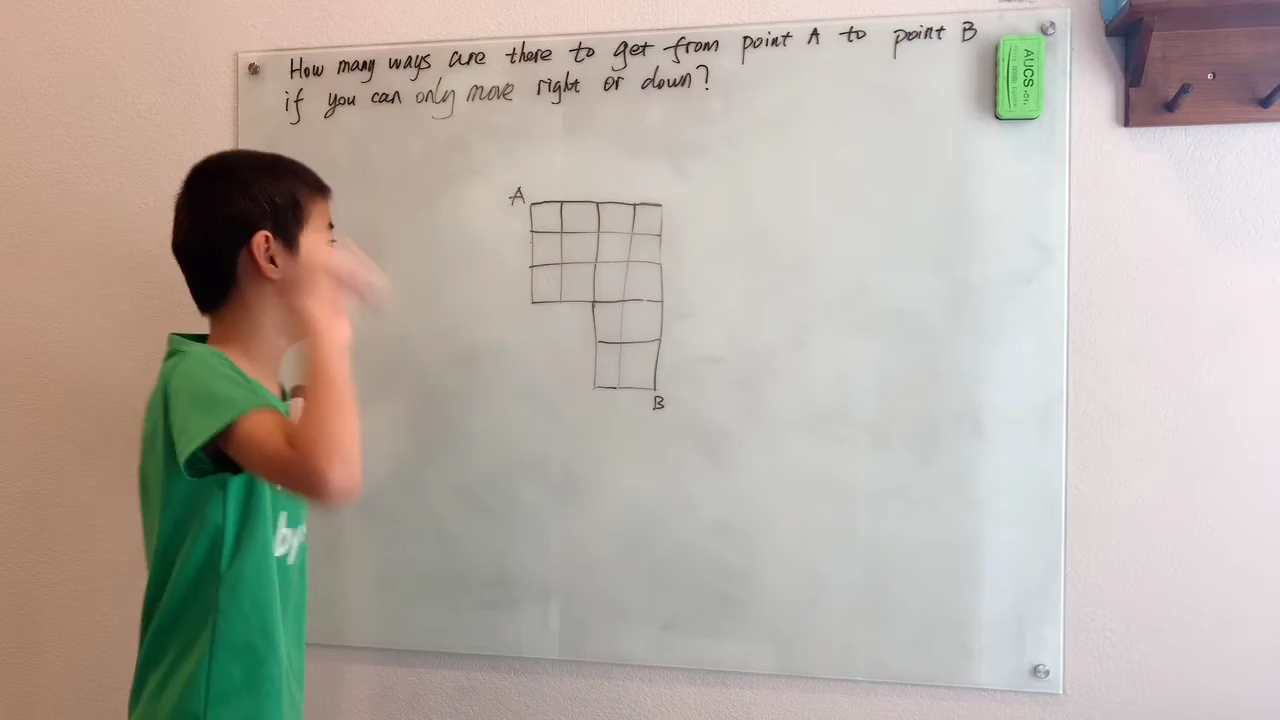 How many ways are there to get from point A to point B
if you can only move right or down?
AUCS
A
B
by